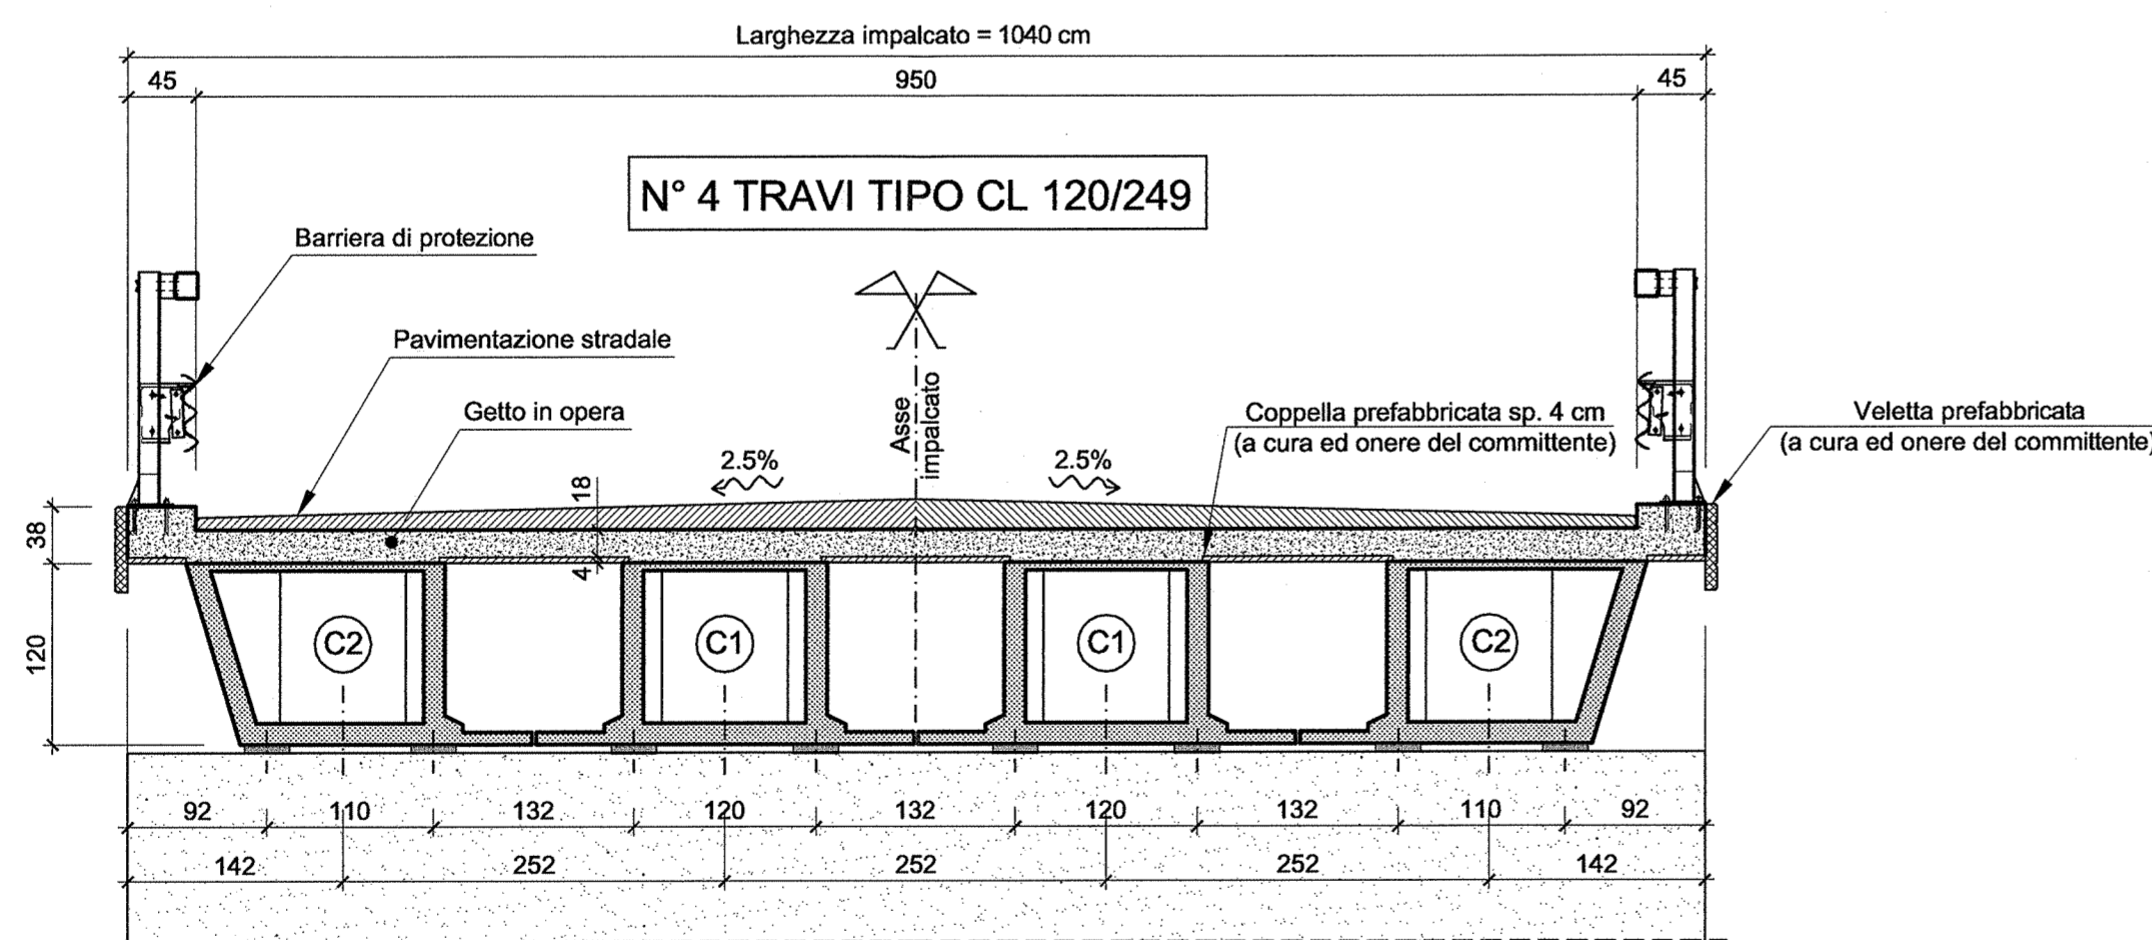 Larghezza impalcato = 1040 cm
45
950
45
N° 4 TRAVI TIPO CL 120/249
Barriera di protezione
Pavimentazione stradale
Getto in opera
Asse
impalcato
Coppella prefabbricata sp. 4 cm
(a cura ed onere del committente)
Veletta prefabbricata
(a cura ed onere del committente)
2.5%
2.5%
18
4
38
120
C2
C1
C1
C2
92
110
132
120
132
120
132
110
92
142
252
252
252
142